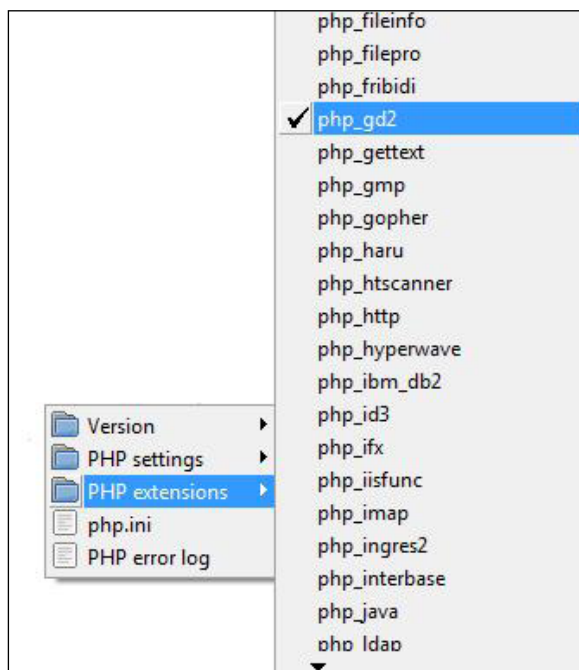 php_fileinfo
php_filepro
php_fribidi
php_gd2
php_gettext
php_gmp
php_gopher
php_haru
php_htscanner
php_http
php_hyperwave
php_ibm_db2
php_id3
php_ifx
php_iisfunc
php_imap
php_ingres2
php_interbase
php_java
php_ldap
Version
PHP settings
PHP extensions
php.ini
PHP error log